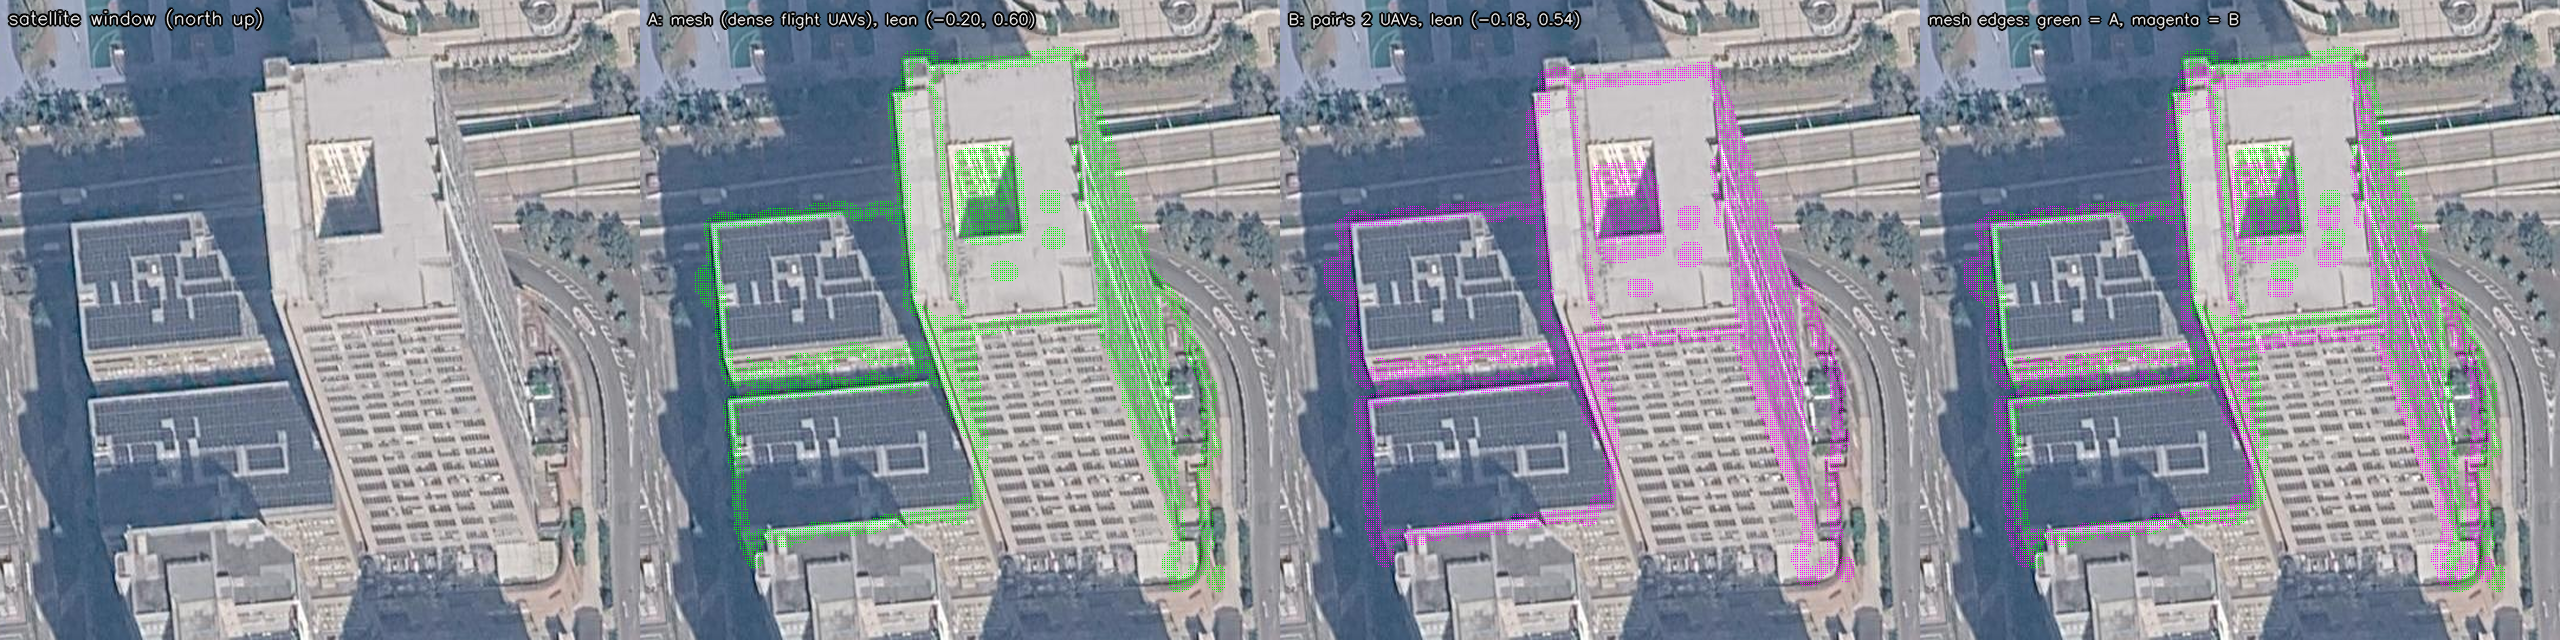 satellite window (north up)
A: mesh (dense flight UAVs), lean (−0.20, 0.60)
B: pair's 2 UAVs, lean (−0.18, 0.54)
mesh edges: green = A, magenta = B